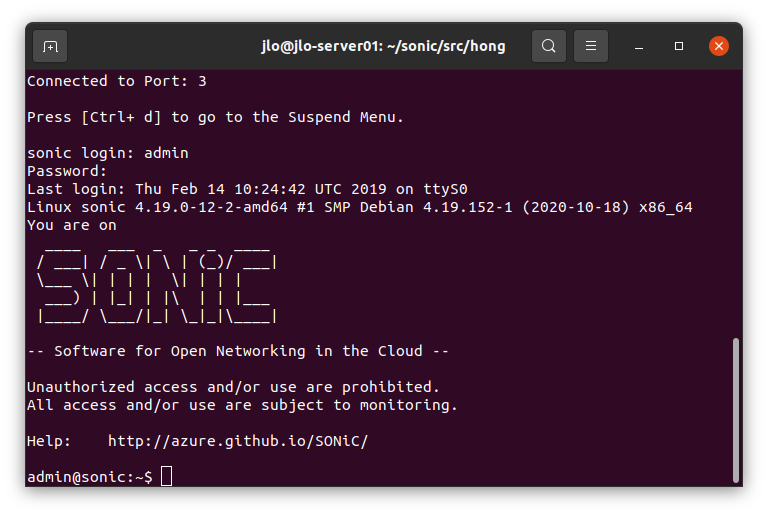 jlo@jlo-server01: ~/sonic/src/hong
Connected to Port: 3
Press [Ctrl+ d] to go to the Suspend Menu.
sonic login: admin
Password:
Last login: Thu Feb 14 10:24:42 UTC 2019 on ttyS0
Linux sonic 4.19.0-12-2-amd64 #1 SMP Debian 4.19.152-1 (2020-10-18) x86_64
You are on
SONiC
-- Software for Open Networking in the Cloud --
Unauthorized access and/or use are prohibited.
All access and/or use are subject to monitoring.
Help:    http://azure.github.io/SONiC/
admin@sonic:~$